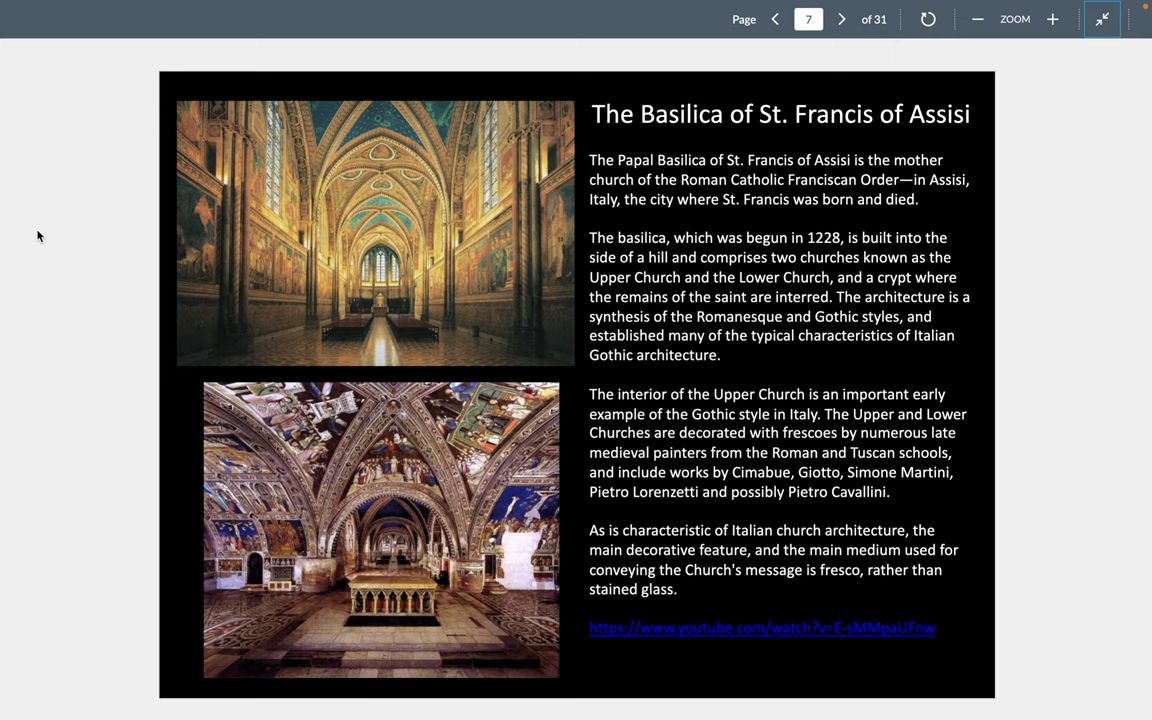 Page
7
of 31
ZOOM
The Basilica of St. Francis of Assisi
The Papal Basilica of St. Francis of Assisi is the mother
church of the Roman Catholic Franciscan Order—in Assisi,
Italy, the city where St. Francis was born and died.
The basilica, which was begun in 1228, is built into the
side of a hill and comprises two churches known as the
Upper Church and the Lower Church, and a crypt where
the remains of the saint are interred. The architecture is a
synthesis of the Romanesque and Gothic styles, and
established many of the typical characteristics of Italian
Gothic architecture.
The interior of the Upper Church is an important early
example of the Gothic style in Italy. The Upper and Lower
Churches are decorated with frescoes by numerous late
medieval painters from the Roman and Tuscan schools,
and include works by Cimabue, Giotto, Simone Martini,
Pietro Lorenzetti and possibly Pietro Cavallini.
As is characteristic of Italian church architecture, the
main decorative feature, and the main medium used for
conveying the Church's message is fresco, rather than
stained glass.
https://www.youtube.com/watch?v=E-sMMpaUFnw